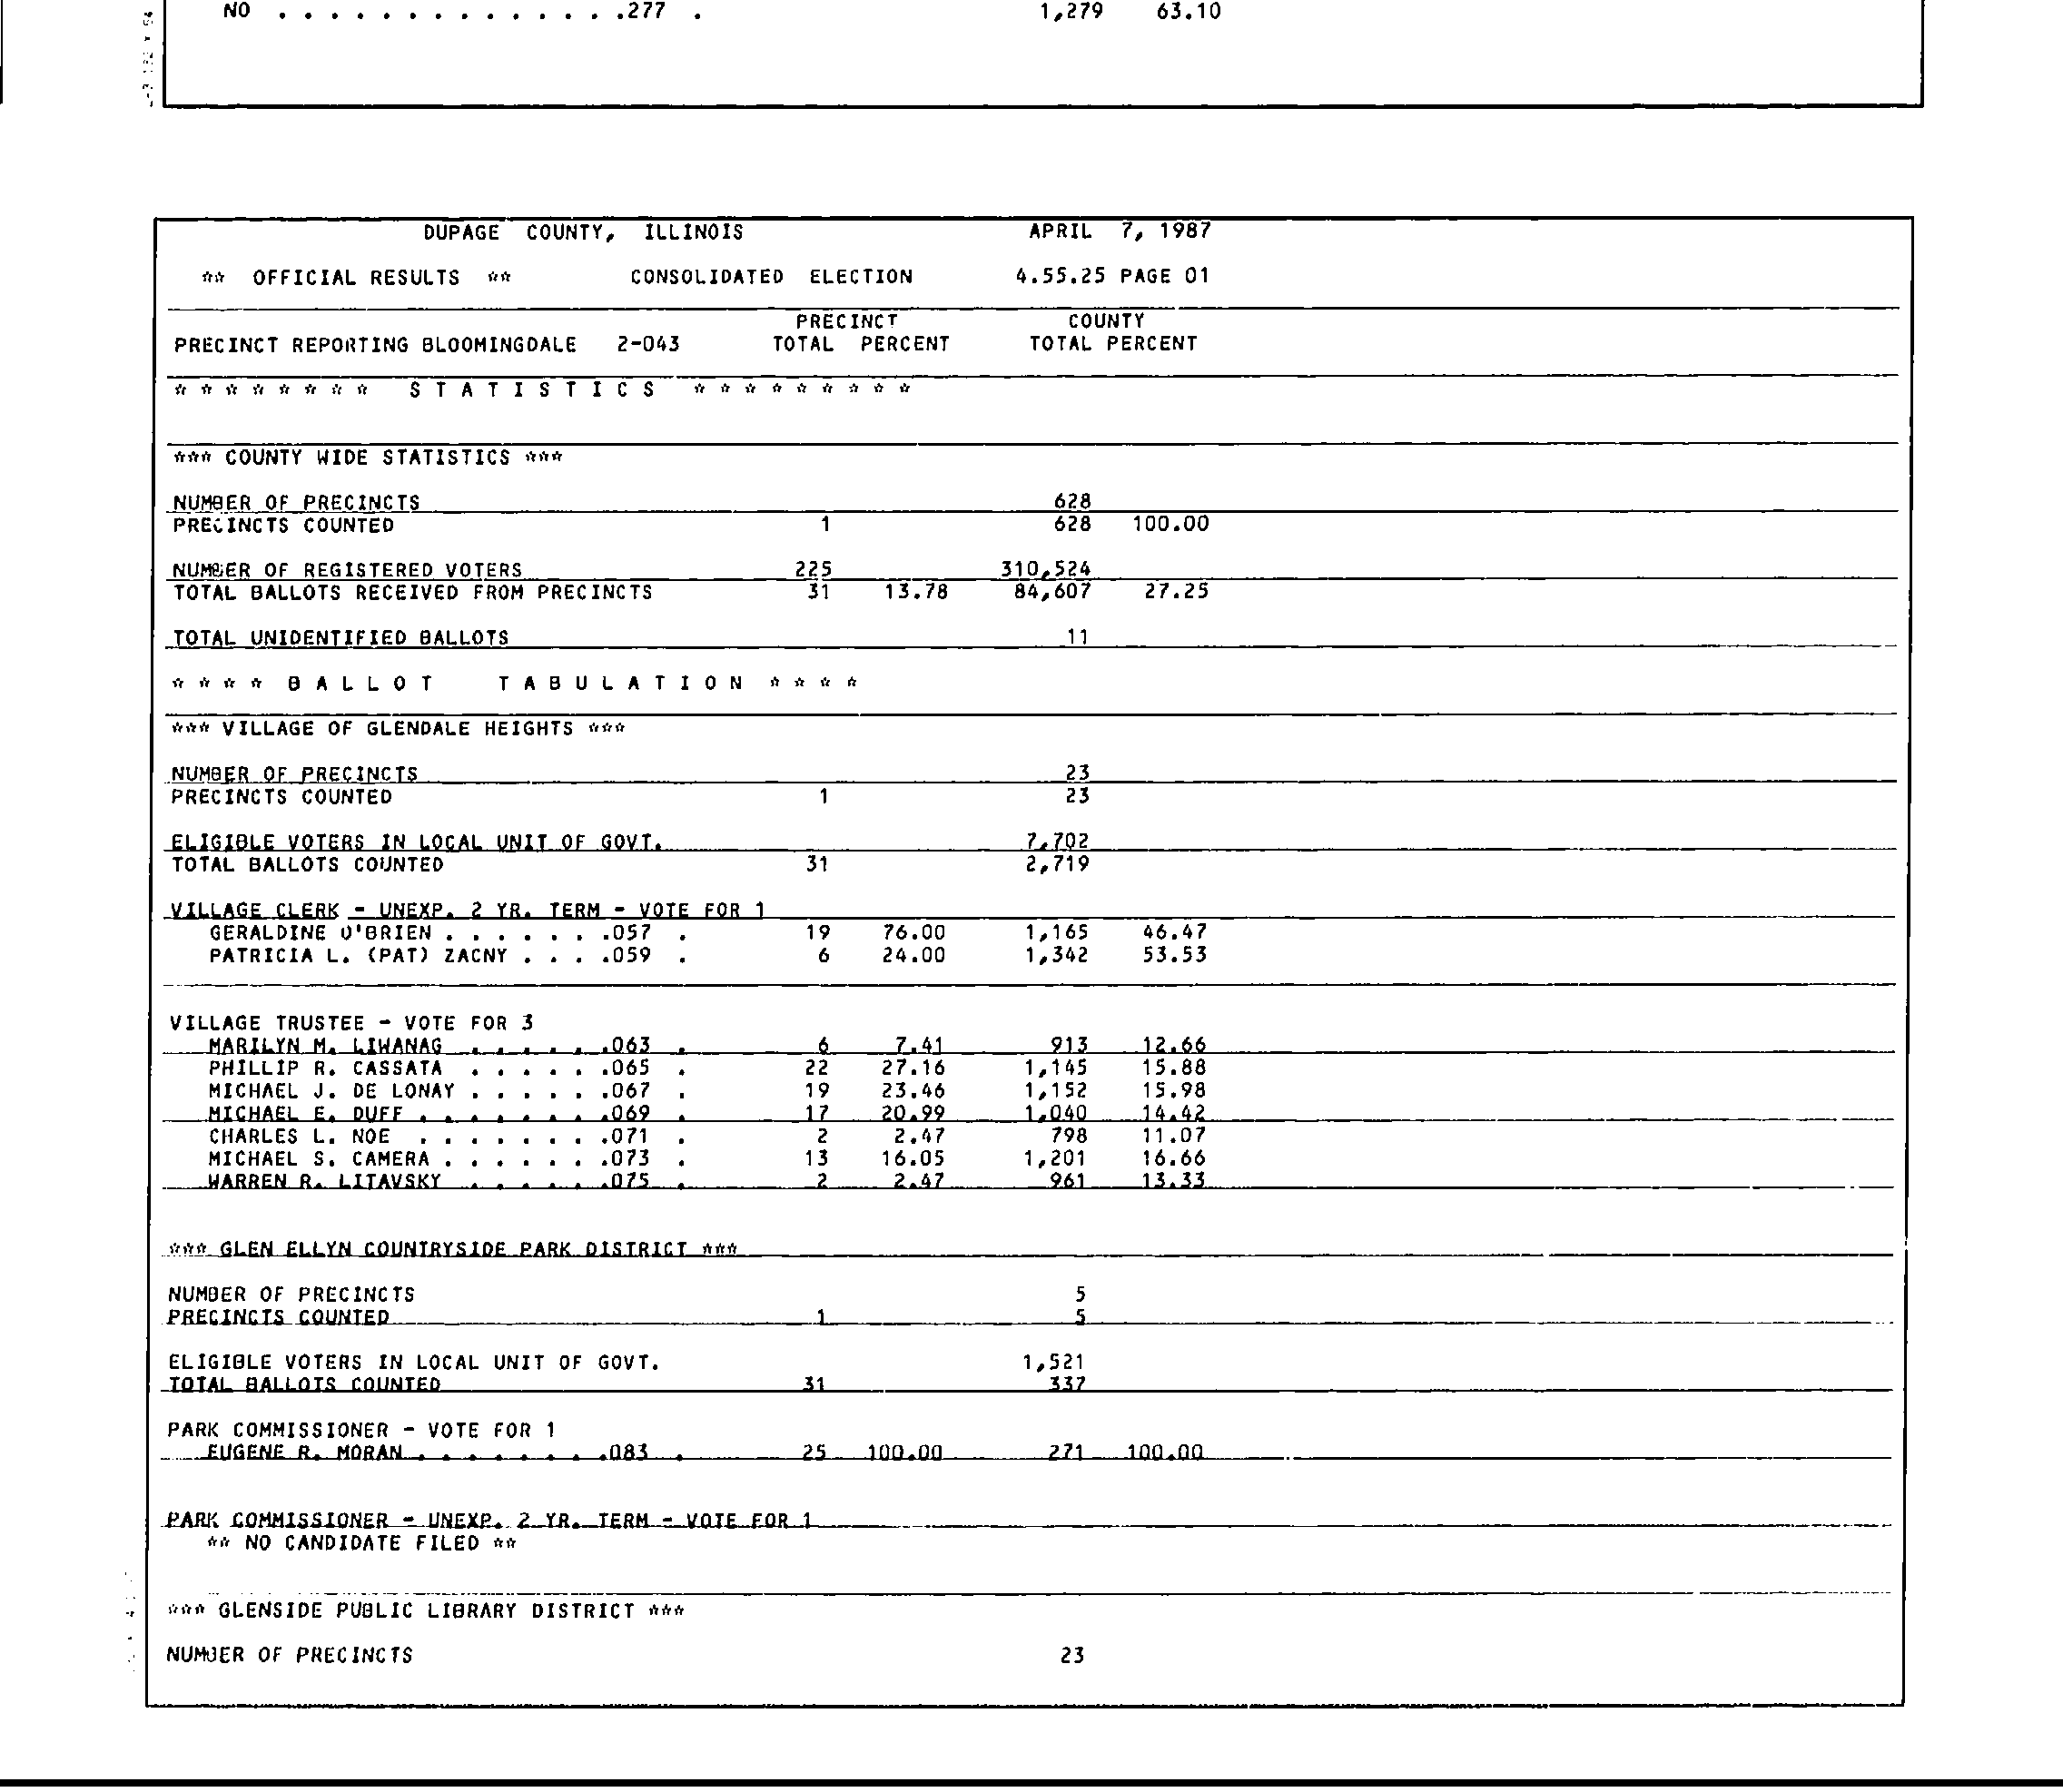 NO . . . . . . . . . . . . . . .277 . 1,279 63.10
DUPAGE COUNTY, ILLINOIS APRIL 7, 1987
** OFFICIAL RESULTS ** CONSOLIDATED ELECTION 4.55.25 PAGE 01
PRECINCT COUNTY
PRECINCT REPORTING BLOOMINGDALE 2-043 TOTAL PERCENT TOTAL PERCENT
* * * * * * * * S T A T I S T I C S * * * * * * * * *
*** COUNTY WIDE STATISTICS ***
NUMBER OF PRECINCTS 628
PRECINCTS COUNTED 1 628 100.00
NUMBER OF REGISTERED VOTERS 225 310,524
TOTAL BALLOTS RECEIVED FROM PRECINCTS 31 13.78 84,607 27.25
TOTAL UNIDENTIFIED BALLOTS 11
* * * * B A L L O T T A B U L A T I O N * * * *
*** VILLAGE OF GLENDALE HEIGHTS ***
NUMBER OF PRECINCTS 23
PRECINCTS COUNTED 1 23
ELIGIBLE VOTERS IN LOCAL UNIT OF GOVT. 7,702
TOTAL BALLOTS COUNTED 31 2,719
VILLAGE CLERK - UNEXP. 2 YR. TERM - VOTE FOR 1
GERALDINE O'BRIEN . . . . . . .057 . 19 76.00 1,165 46.47
PATRICIA L. (PAT) ZACNY . . . .059 . 6 24.00 1,342 53.53
VILLAGE TRUSTEE - VOTE FOR 3
MARILYN M. LIWANAG . . . . . .063 . 6 7.41 913 12.66
PHILLIP R. CASSATA . . . . . .065 . 22 27.16 1,145 15.88
MICHAEL J. DE LONAY . . . . . .067 . 19 23.46 1,152 15.98
MICHAEL E. DUFF . . . . . . . .069 . 17 20.99 1,040 14.42
CHARLES L. NOE . . . . . . . .071 . 2 2.47 798 11.07
MICHAEL S. CAMERA . . . . . . .073 . 13 16.05 1,201 16.66
WARREN R. LITAVSKY . . . . . .075 . 2 2.47 961 13.33
*** GLEN ELLYN COUNTRYSIDE PARK DISTRICT ***
NUMBER OF PRECINCTS 5
PRECINCTS COUNTED 1 5
ELIGIBLE VOTERS IN LOCAL UNIT OF GOVT. 1,521
TOTAL BALLOTS COUNTED 31 337
PARK COMMISSIONER - VOTE FOR 1
EUGENE R. MORAN . . . . . . . .083 . 25 100.00 271 100.00
PARK COMMISSIONER - UNEXP. 2 YR. TERM - VOTE FOR 1
** NO CANDIDATE FILED **
*** GLENSIDE PUBLIC LIBRARY DISTRICT ***
NUMBER OF PRECINCTS 23